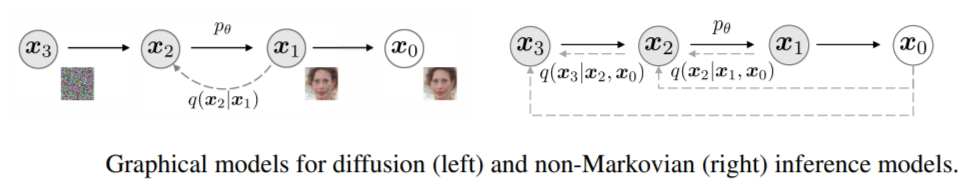 x₃ x₂ pθ x₁ x₀
q(x₂|x₁)
x₃ x₂ pθ x₁ x₀
q(x₃|x₂, x₀) q(x₂|x₁, x₀)
Graphical models for diffusion (left) and non-Markovian (right) inference models.